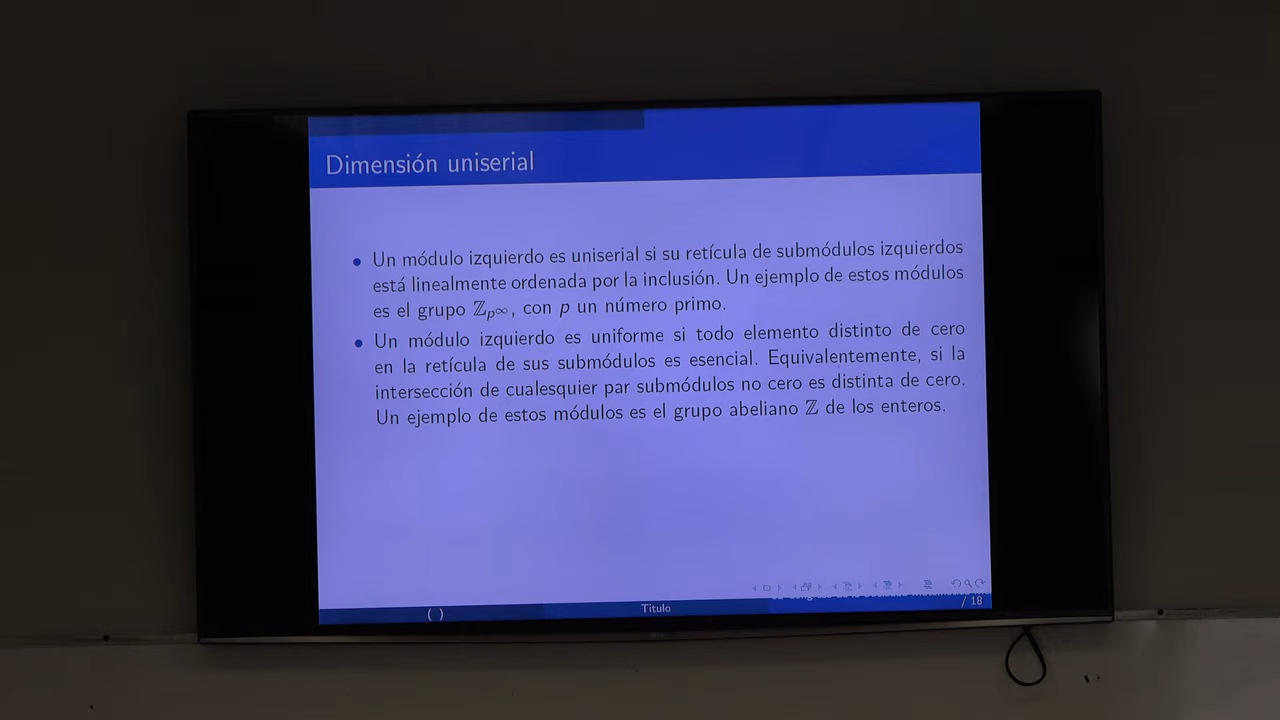 Dimensión uniserial
• Un módulo izquierdo es uniserial si su retícula de submódulos izquierdos
está linealmente ordenada por la inclusión. Un ejemplo de estos módulos
es el grupo ℤₚ∞, con p un número primo.
• Un módulo izquierdo es uniforme si todo elemento distinto de cero
en la retícula de sus submódulos es esencial. Equivalentemente, si la
intersección de cualesquier par submódulos no cero es distinta de cero.
Un ejemplo de estos módulos es el grupo abeliano ℤ de los enteros.
( )
Titulo
/ 18